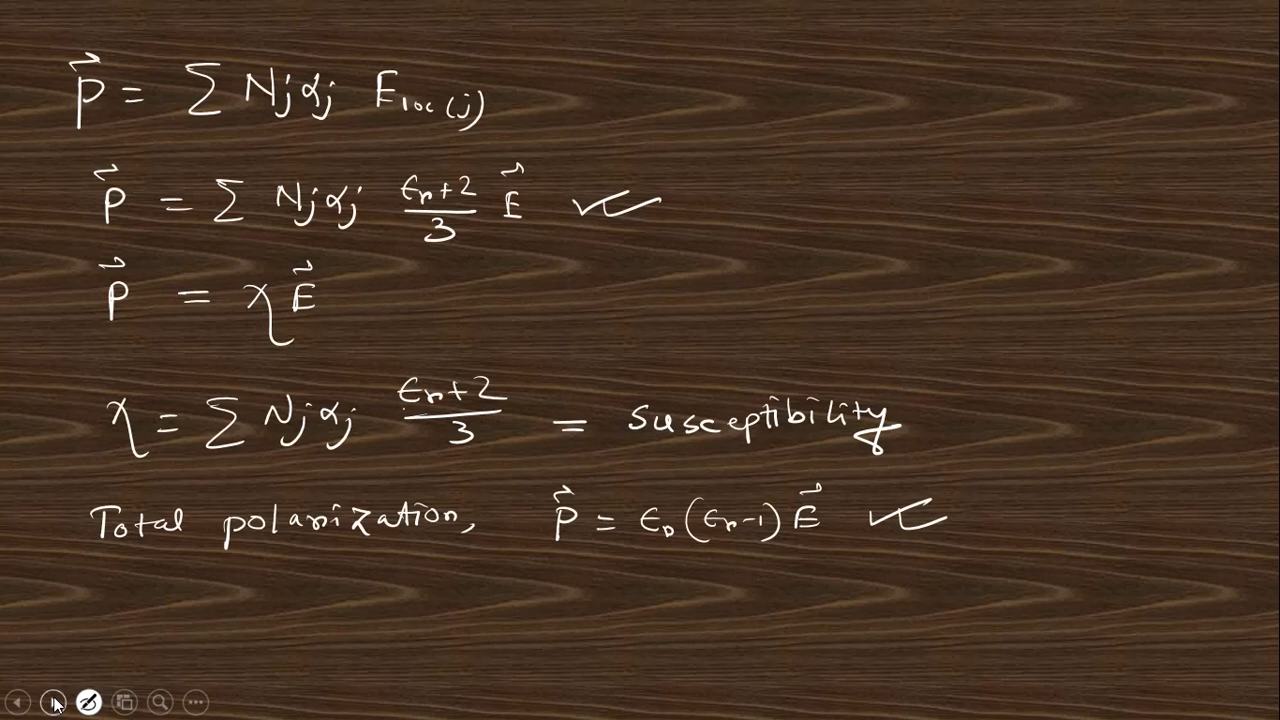 P⃗ = Σ Njαj Eloc(j)
P⃗ = Σ Njαj (ϵr+2)/3 E⃗
P⃗ = χE⃗
χ = Σ Njαj (ϵr+2)/3 = susceptibility
Total polarization, P⃗ = ϵ₀(ϵr-1)E⃗